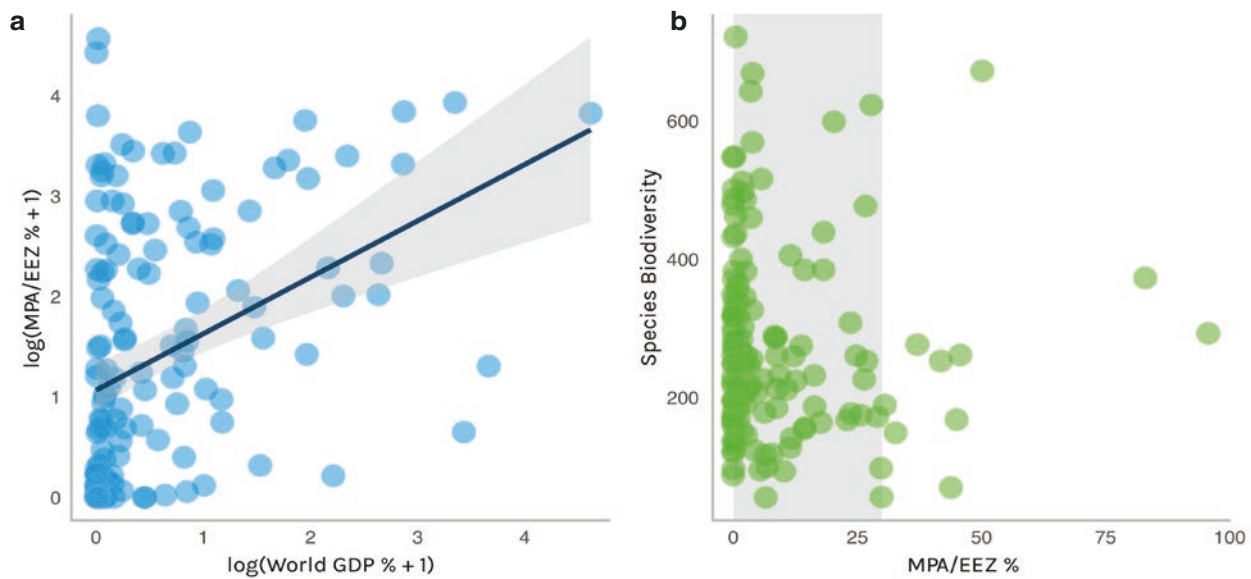 a
4
3
2
1
0
log(MPA/EEZ % + 1)
0 1 2 3 4
log(World GDP % + 1)
b
600
400
200
Species Biodiversity
0 25 50 75 100
MPA/EEZ %